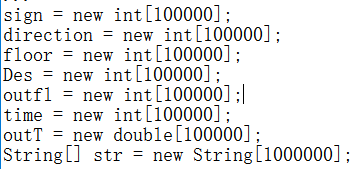 sign = new int[100000];
direction = new int[100000];
floor = new int[100000];
Des = new int[100000];
outfl = new int[100000];
time = new int[100000];
outT = new double[100000];
String[] str = new String[1000000];